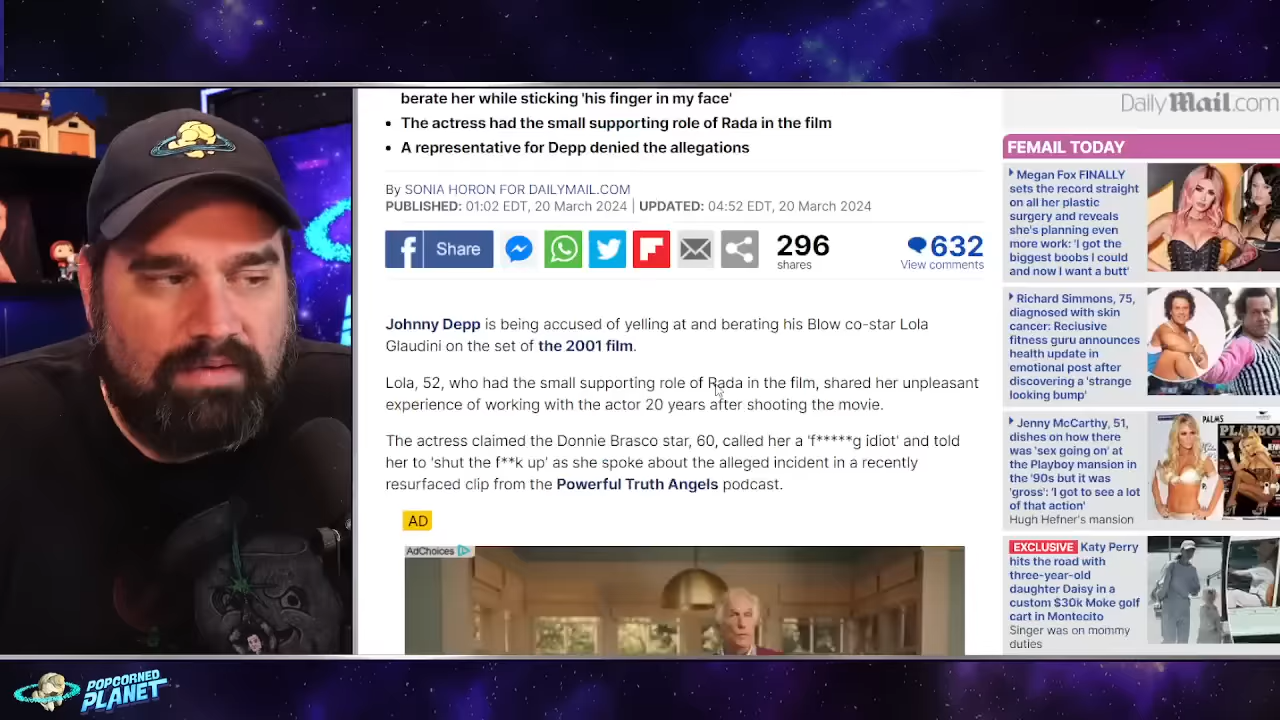 berate her while sticking 'his finger in my face'
The actress had the small supporting role of Rada in the film
A representative for Depp denied the allegations
By SONIA HORON FOR DAILYMAIL.COM
PUBLISHED: 01:02 EDT, 20 March 2024 | UPDATED: 04:52 EDT, 20 March 2024
f Share
296
shares
632
View comments
Johnny Depp is being accused of yelling at and berating his Blow co-star Lola
Glaudini on the set of the 2001 film.
Lola, 52, who had the small supporting role of Rada in the film, shared her unpleasant
experience of working with the actor 20 years after shooting the movie.
The actress claimed the Donnie Brasco star, 60, called her a 'f*****g idiot' and told
her to 'shut the f**k up' as she spoke about the alleged incident in a recently
resurfaced clip from the Powerful Truth Angels podcast.
AD
AdChoices
DailyMail.com
FEMAIL TODAY
Megan Fox FINALLY
sets the record straight
on all her plastic
surgery and reveals
she's planning even
more work: 'I got the
biggest boobs I could
and now I want a butt'
Richard Simmons, 75,
diagnosed with skin
cancer: Reclusive
fitness guru announces
health update in
emotional post after
discovering a 'strange
looking bump'
Jenny McCarthy, 51,
dishes on how there
was 'sex going on' at
the Playboy mansion in
the '90s but it was
'gross': 'I got to see a lot
of that action'
Hugh Hefner's mansion
PALMS
PLAYBOY
EXCLUSIVE Katy Perry
hits the road with
three-year-old
daughter Daisy in a
custom $30k Moke golf
cart in Montecito
Singer was on mommy
duties
POPCORNED
PLANET